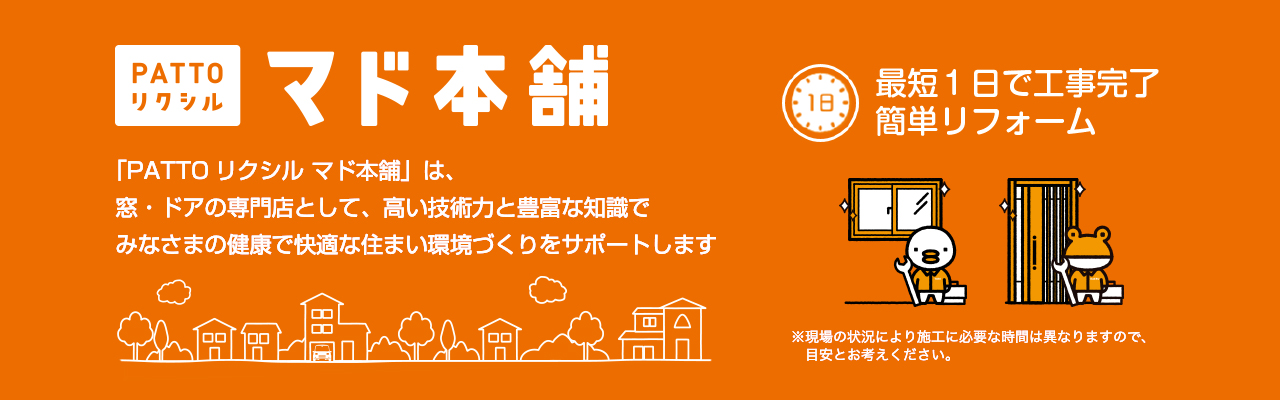 PATTO
リクシル
マド本舗
「PATTO リクシル マド本舗」は、
窓・ドアの専門店として、高い技術力と豊富な知識で
みなさまの健康で快適な住まい環境づくりをサポートします
1日
最短1日で工事完了
簡単リフォーム
※現場の状況により施工に必要な時間は異なりますので、
目安とお考えください。